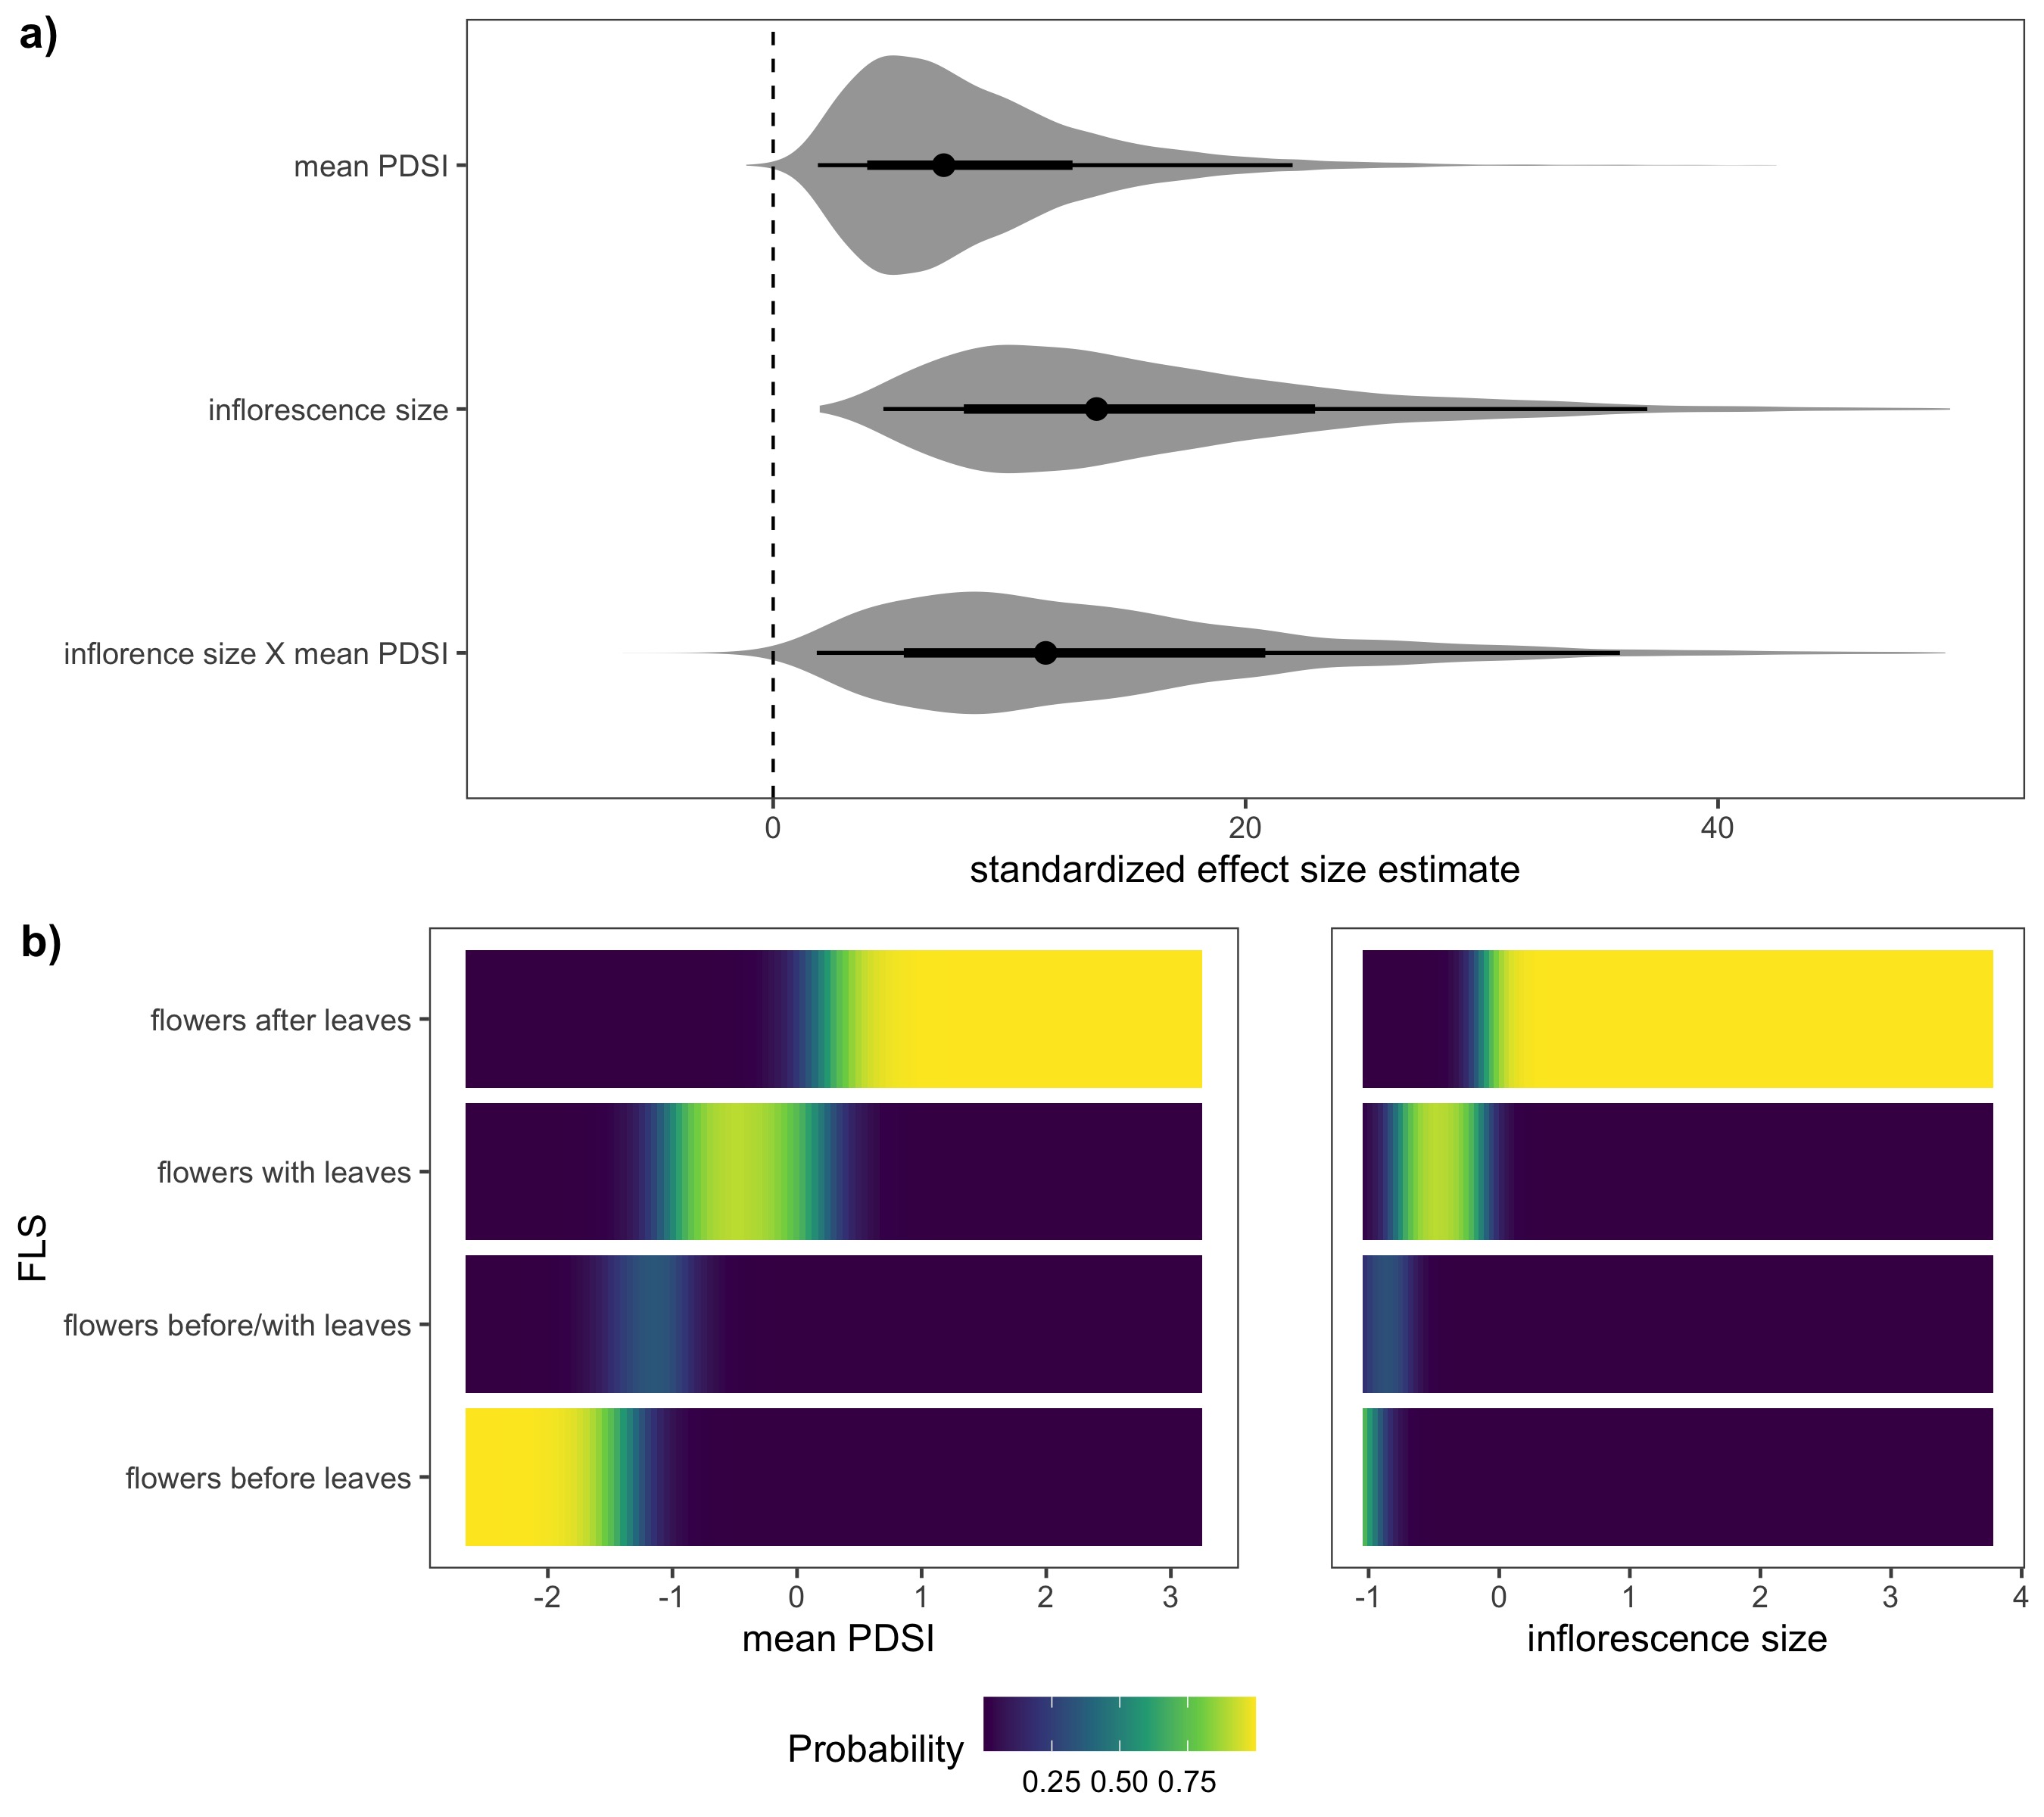 a)
mean PDSI
inflorescence size
inflorence size X mean PDSI
0 20 40
standardized effect size estimate
b)
FLS
flowers after leaves
flowers with leaves
flowers before/with leaves
flowers before leaves
-2 -1 0 1 2 3
mean PDSI
-1 0 1 2 3 4
inflorescence size
Probability
0.25 0.50 0.75